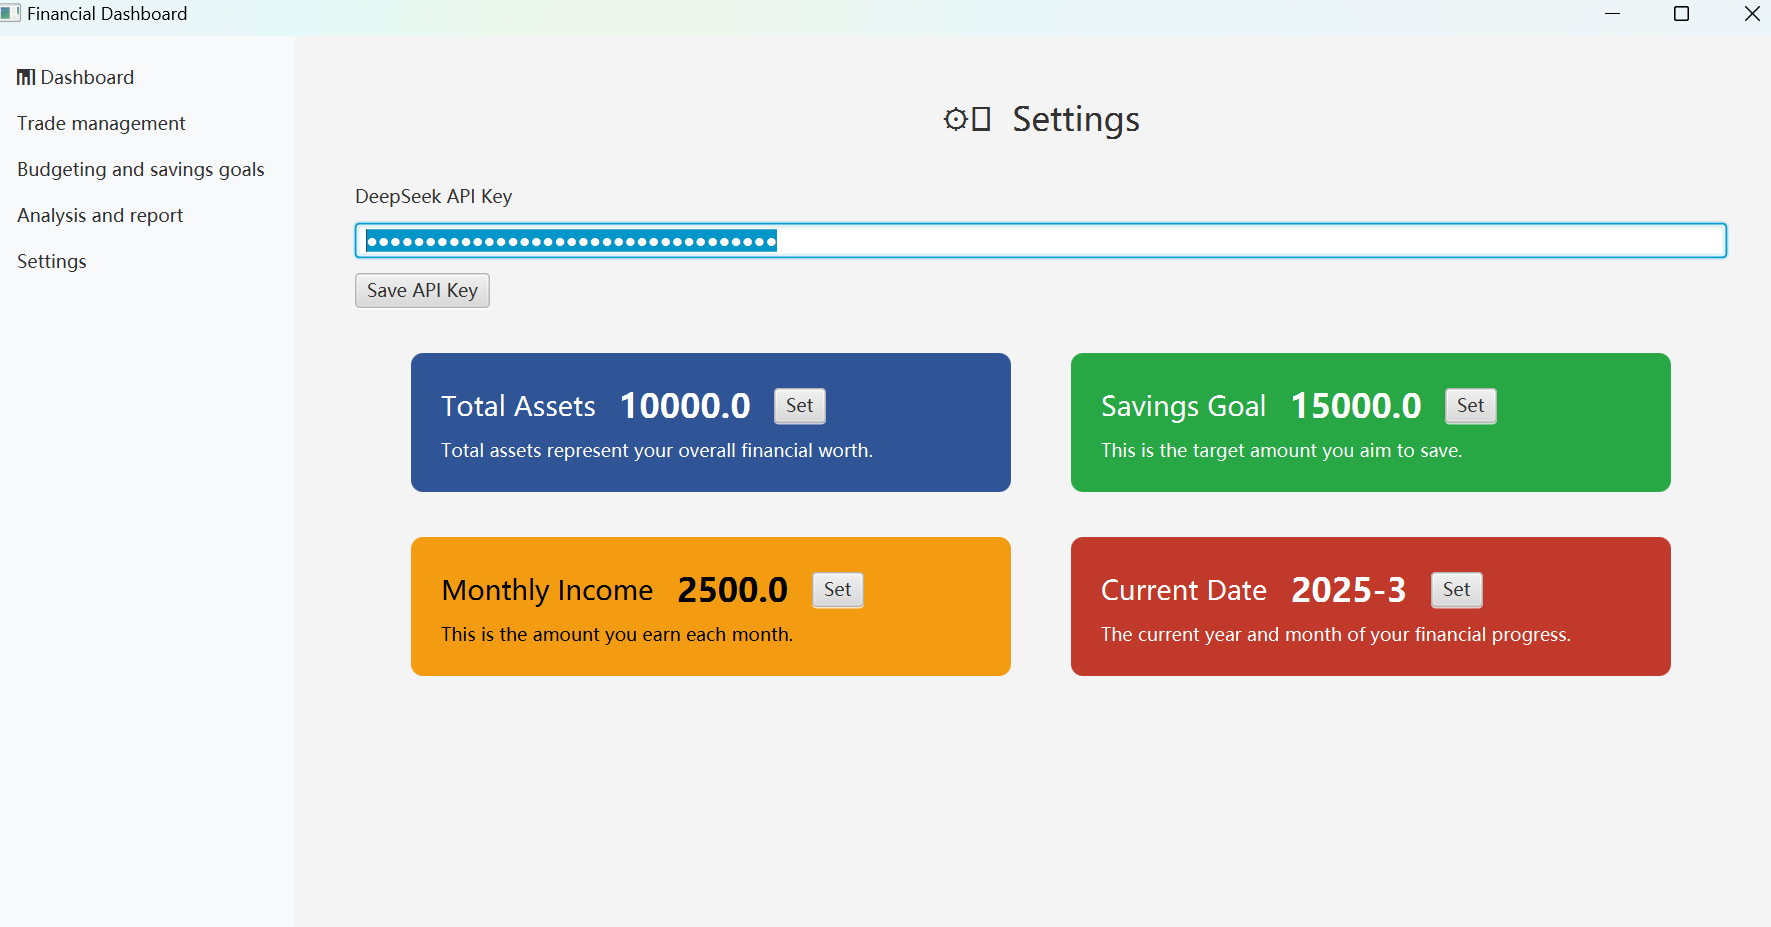 Financial Dashboard
Dashboard
Trade management
Budgeting and savings goals
Analysis and report
Settings
Settings
DeepSeek API Key
•••••••••••••••••••••••••••••••••••
Save API Key
Total Assets 10000.0 Set
Total assets represent your overall financial worth.
Savings Goal 15000.0 Set
This is the target amount you aim to save.
Monthly Income 2500.0 Set
This is the amount you earn each month.
Current Date 2025-3 Set
The current year and month of your financial progress.